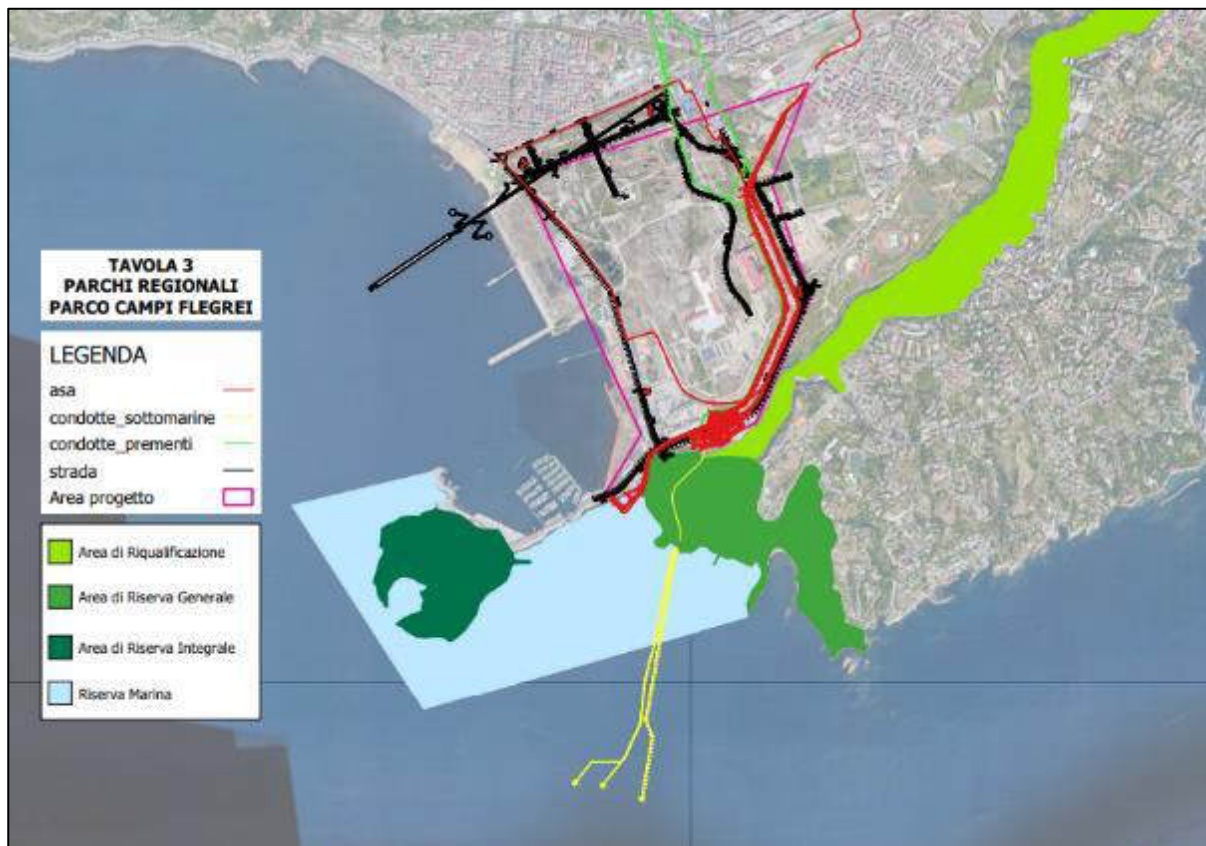 TAVOLA 3
PARCHI REGIONALI
PARCO CAMPI FLEGREI
LEGENDA
asa
condotte_sottomarine
condotte_prementi
strada
Area progetto
Area di Riqualificazione
Area di Riserva Generale
Area di Riserva Integrale
Riserva Marina